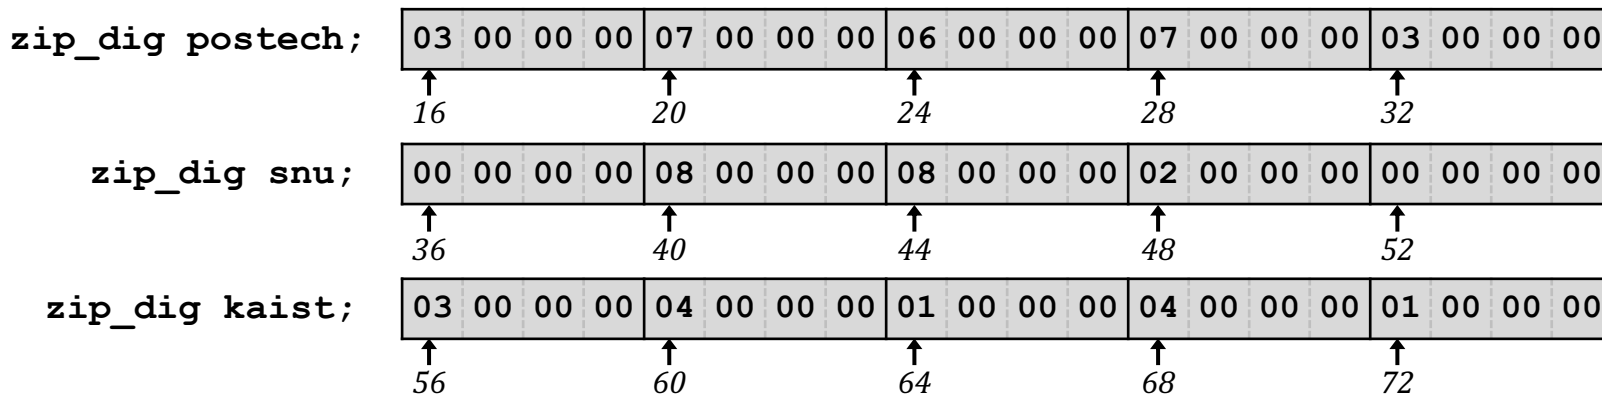 zip_dig postech; 03 00 00 00 07 00 00 00 06 00 00 00 07 00 00 00 03 00 00 00
16 20 24 28 32
zip_dig snu; 00 00 00 00 08 00 00 00 08 00 00 00 02 00 00 00 00 00 00 00
36 40 44 48 52
zip_dig kaist; 03 00 00 00 04 00 00 00 01 00 00 00 04 00 00 00 01 00 00 00
56 60 64 68 72